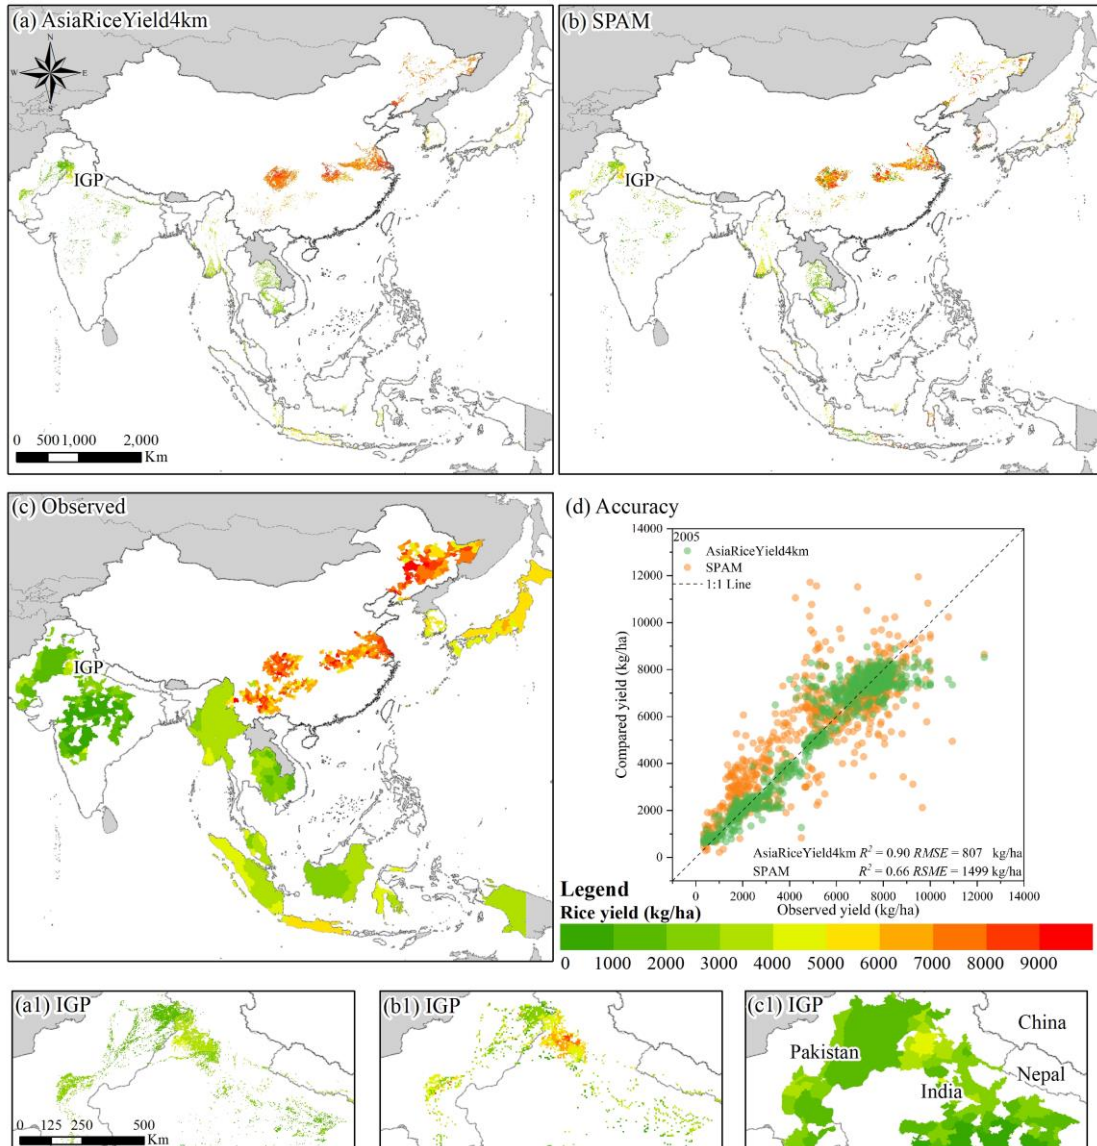 (a) AsiaRiceYield4km
N
W
E
S
IGP
0 500 1,000 2,000
Km
(b) SPAM
IGP
(c) Observed
IGP
(d) Accuracy
2005
AsiaRiceYield4km
SPAM
1:1 Line
14000
12000
10000
8000
6000
4000
2000
0
Compared yield (kg/ha)
AsiaRiceYield4km R² = 0.90 RMSE = 807 kg/ha
SPAM R² = 0.66 RSME = 1499 kg/ha
0 2000 4000 6000 8000 10000 12000 14000
Observed yield (kg/ha)
Legend
Rice yield (kg/ha)
0 1000 2000 3000 4000 5000 6000 7000 8000 9000
(a1) IGP
0 125 250 500
Km
(b1) IGP
(c1) IGP
China
Pakistan
Nepal
India